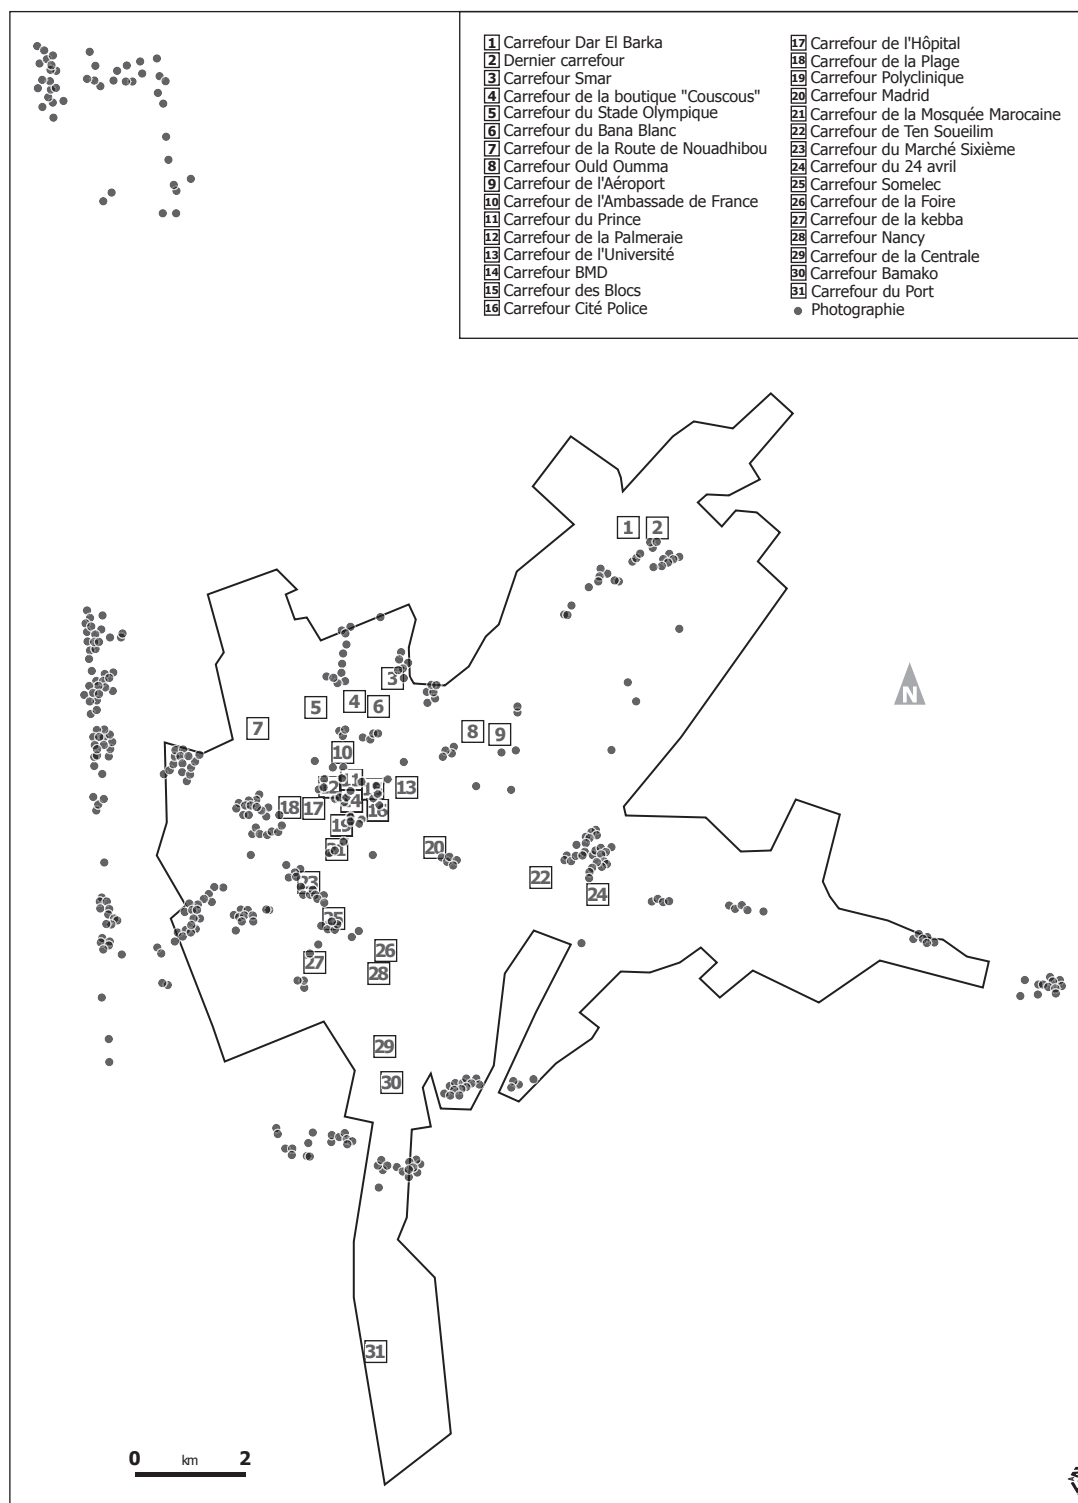 1 Carrefour Dar El Barka
2 Dernier carrefour
3 Carrefour Smar
4 Carrefour de la boutique "Couscous"
5 Carrefour du Stade Olympique
6 Carrefour du Bana Blanc
7 Carrefour de la Route de Nouadhibou
8 Carrefour Ould Oumma
9 Carrefour de l'Aéroport
10 Carrefour de l'Ambassade de France
11 Carrefour du Prince
12 Carrefour de la Palmeraie
13 Carrefour de l'Université
14 Carrefour BMD
15 Carrefour des Blocs
16 Carrefour Cité Police
17 Carrefour de l'Hôpital
18 Carrefour de la Plage
19 Carrefour Polyclinique
20 Carrefour Madrid
21 Carrefour de la Mosquée Marocaine
22 Carrefour de Ten Soueilim
23 Carrefour du Marché Sixième
24 Carrefour du 24 avril
25 Carrefour Somelec
26 Carrefour de la Foire
27 Carrefour de la kebba
28 Carrefour Nancy
29 Carrefour de la Centrale
30 Carrefour Bamako
31 Carrefour du Port
Photographie
1 2
3
N
5 4 6
7
8 9
10
11
13
18 17
16
19
20
21
22
23
24
25
26
27
28
29
30
31
0 km 2